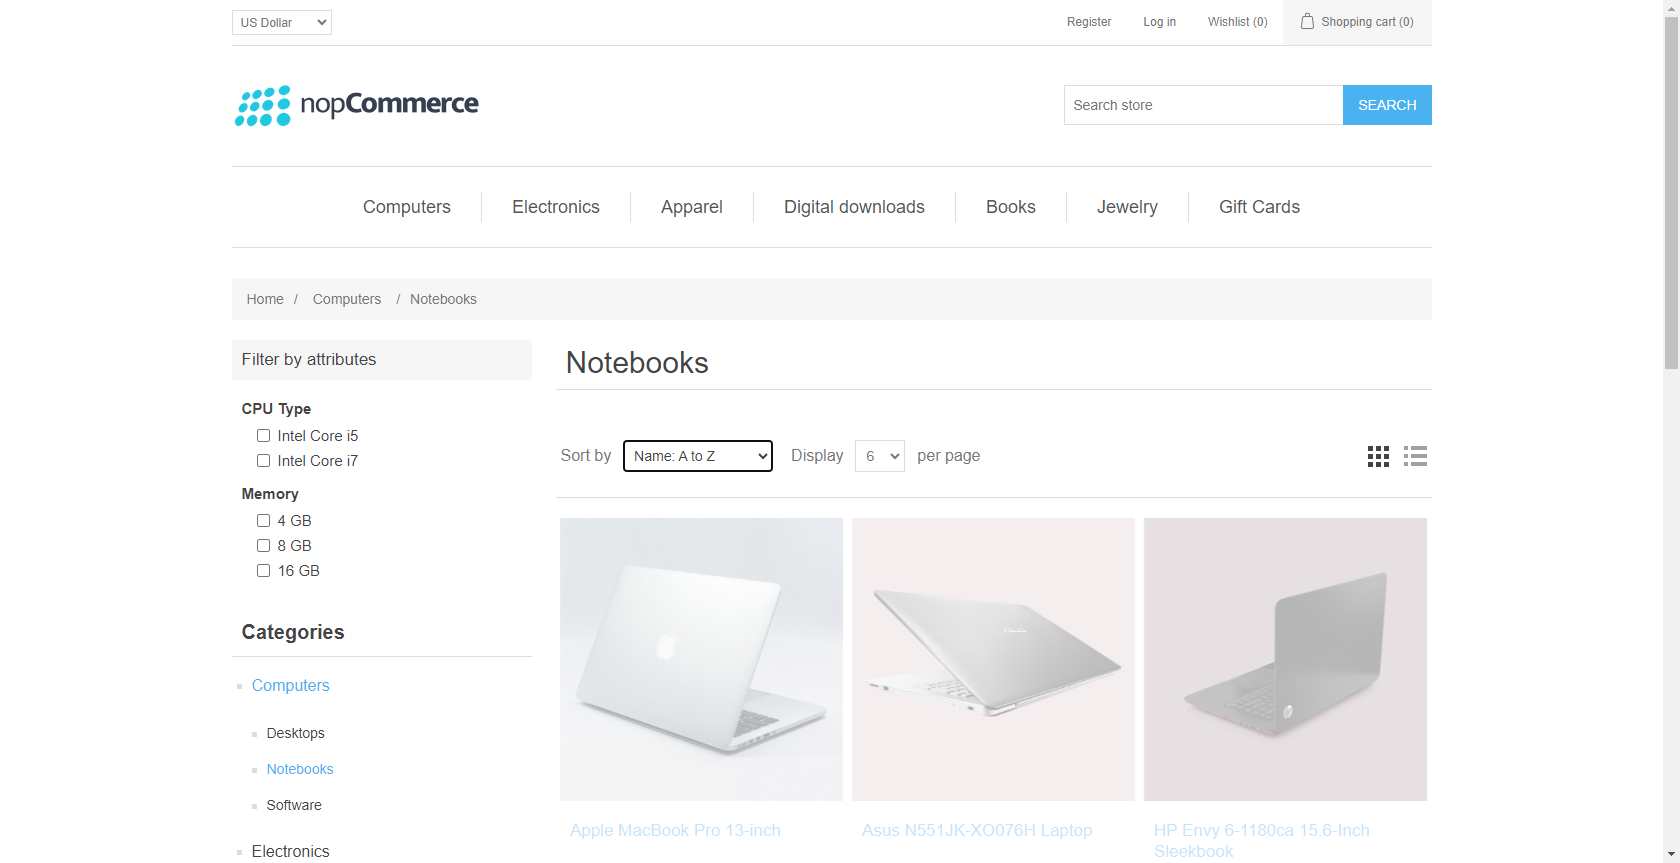 US Dollar
Register
Log in
Wishlist (0)
Shopping cart (0)
nopCommerce
Search store
SEARCH
Computers
Electronics
Apparel
Digital downloads
Books
Jewelry
Gift Cards
Home / Computers / Notebooks
Filter by attributes
CPU Type
Intel Core i5
Intel Core i7
Memory
4 GB
8 GB
16 GB
Categories
Computers
Desktops
Notebooks
Software
Electronics
Notebooks
Sort by Name: A to Z Display 6 per page
Apple MacBook Pro 13-inch
Asus N551JK-XO076H Laptop
HP Envy 6-1180ca 15.6-Inch
Sleekbook